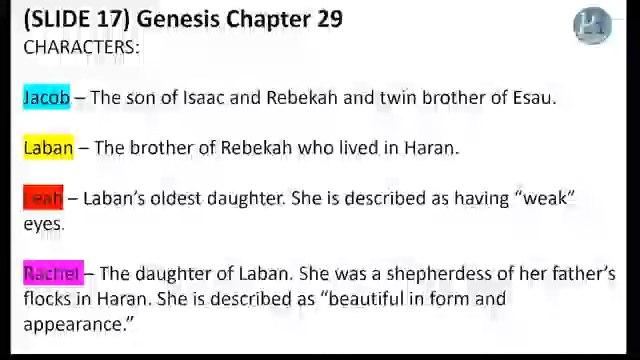 (SLIDE 17) Genesis Chapter 29
CHARACTERS:
Jacob – The son of Isaac and Rebekah and twin brother of Esau.
Laban – The brother of Rebekah who lived in Haran.
Leah – Laban's oldest daughter. She is described as having "weak"
eyes.
Rachel – The daughter of Laban. She was a shepherdess of her father's
flocks in Haran. She is described as "beautiful in form and
appearance."